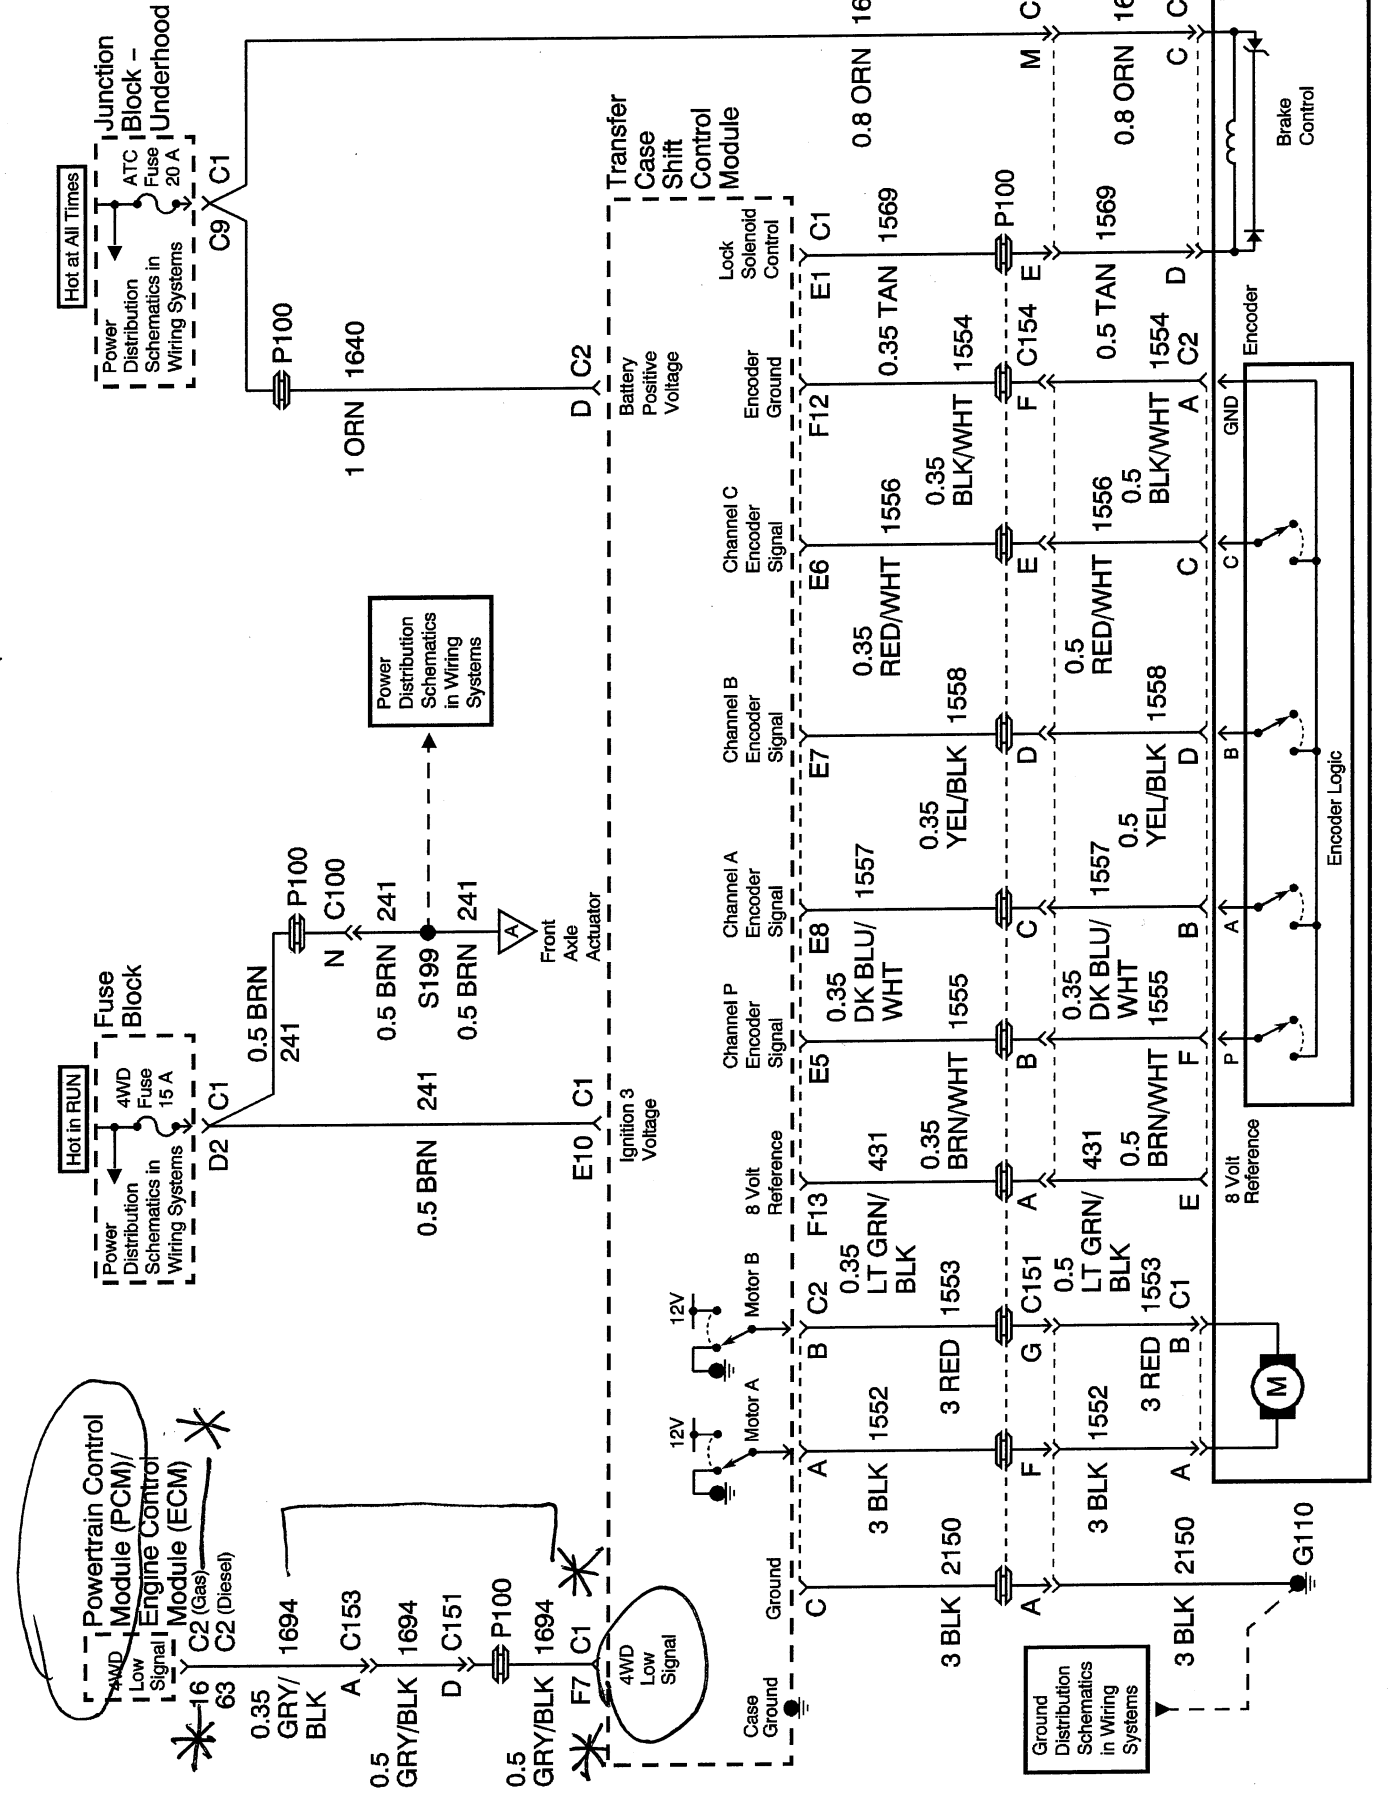 Powertrain Control
Module (PCM)/
Engine Control
Module (ECM)
4WD
Low
Signal
16 C2 (Gas)
63 C2 (Diesel)
0.35
GRY/
BLK
1694
A C153
0.5
GRY/BLK 1694
D C151
P100
0.5
GRY/BLK 1694
F7 C1
4WD
Low
Signal
Hot in RUN
Fuse
Block
4WD
Fuse
15 A
Power
Distribution
Schematics in
Wiring Systems
D2 C1
0.5 BRN
241
P100
N C100
0.5 BRN 241
S199
0.5 BRN 241
A
Front
Axle
Actuator
Power
Distribution
Schematics
in Wiring
Systems
0.5 BRN 241
E10 C1
Ignition 3
Voltage
Hot at All Times
Junction
Block –
Underhood
ATC
Fuse
20 A
Power
Distribution
Schematics in
Wiring Systems
C9 C1
P100
1 ORN 1640
D C2
Battery
Positive
Voltage
Transfer
Case
Shift
Control
Module
Case
Ground
Ground
12V
Motor A
12V
Motor B
8 Volt
Reference
Channel P
Encoder
Signal
Channel A
Encoder
Signal
Channel B
Encoder
Signal
Channel C
Encoder
Signal
Encoder
Ground
Lock
Solenoid
Control
C
A
B C2
F13
E5
E8
E7
E6
F12
E1 C1
3 BLK 2150
3 BLK 1552
3 RED 1553
0.35
LT GRN/
BLK
431
0.35
BRN/WHT 1555
0.35
DK BLU/
WHT
1557
0.35
YEL/BLK 1558
0.35
RED/WHT 1556
0.35
BLK/WHT 1554
0.35 TAN 1569
0.8 ORN 16
P100
A
F
G C151
A
B
C
D
E
F C154
E
M C
3 BLK 2150
3 BLK 1552
3 RED 1553
0.5
LT GRN/
BLK
431
0.5
BRN/WHT 1555
0.35
DK BLU/
WHT
1557
0.5
YEL/BLK 1558
0.5
RED/WHT 1556
0.5
BLK/WHT 1554
0.5 TAN 1569
0.8 ORN 16
A
B C1
E
F
B
D
C
A C2
D
C C
Ground
Distribution
Schematics
in Wiring
Systems
G110
M
8 Volt
Reference
P
A
B
C
GND
Encoder
Encoder Logic
Brake
Control